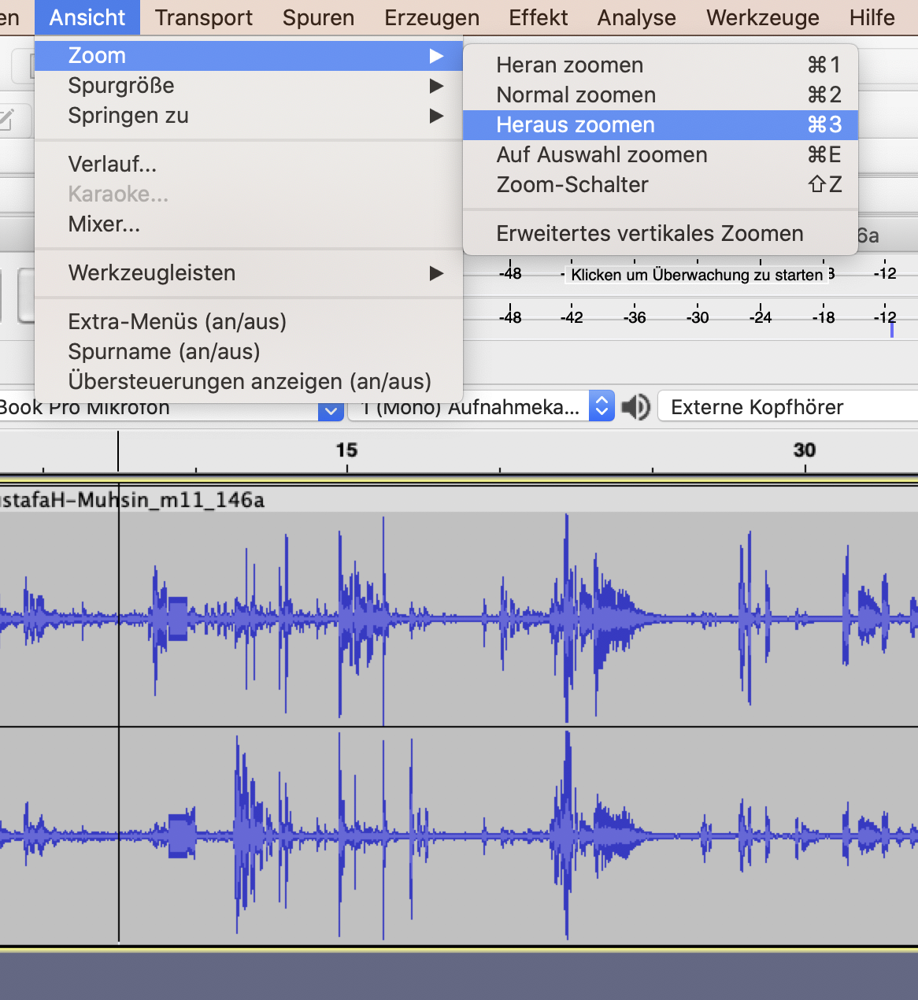 en Ansicht Transport Spuren Erzeugen Effekt Analyse Werkzeuge Hilfe
Zoom ▶
Spurgröße ▶
Springen zu ▶
Verlauf...
Karaoke...
Mixer...
Werkzeugleisten ▶
Extra-Menüs (an/aus)
Spurname (an/aus)
Übersteuerungen anzeigen (an/aus)
Heran zoomen ⌘1
Normal zoomen ⌘2
Heraus zoomen ⌘3
Auf Auswahl zoomen ⌘E
Zoom-Schalter ⇧Z
Erweitertes vertikales Zoomen
6a
-48 - Klicken um Überwachung zu starten 8 -12
-48 -42 -36 -30 -24 -18 -12
Book Pro Mikrofon 1 (Mono) Aufnahmeka... Externe Kopfhörer
15 30
stafaH-Muhsin_m11_146a